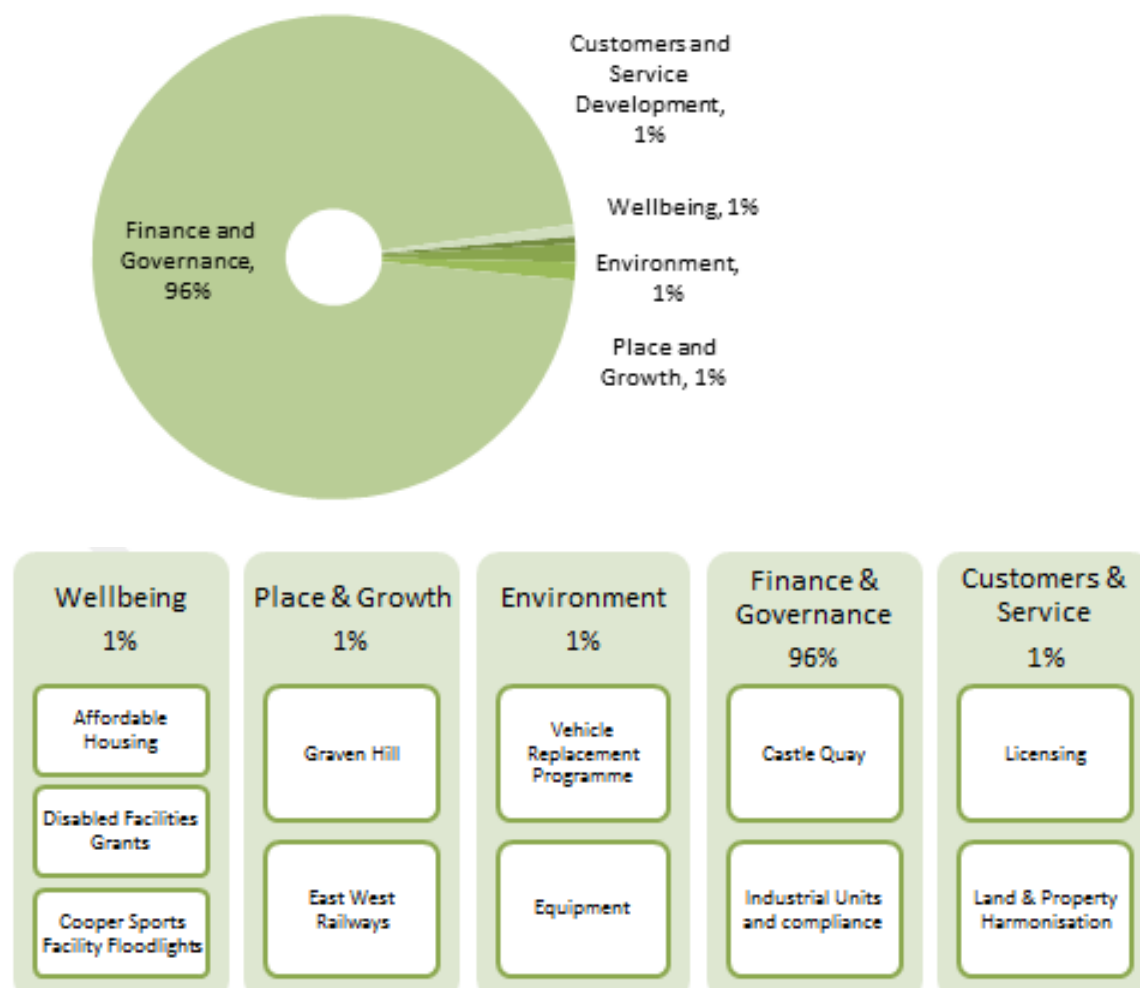 Customers and
Service
Development,
1%
Wellbeing, 1%
Finance and
Governance,
96%
Environment,
1%
Place and
Growth, 1%
Wellbeing
1%
Affordable
Housing
Disabled Facilities
Grants
Cooper Sports
Facility Floodlights
Place & Growth
1%
Graven Hill
East West
Railways
Environment
1%
Vehicle
Replacement
Programme
Equipment
Finance &
Governance
96%
Castle Quay
Industrial Units
and compliance
Customers &
Service
1%
Licensing
Land & Property
Harmonisation